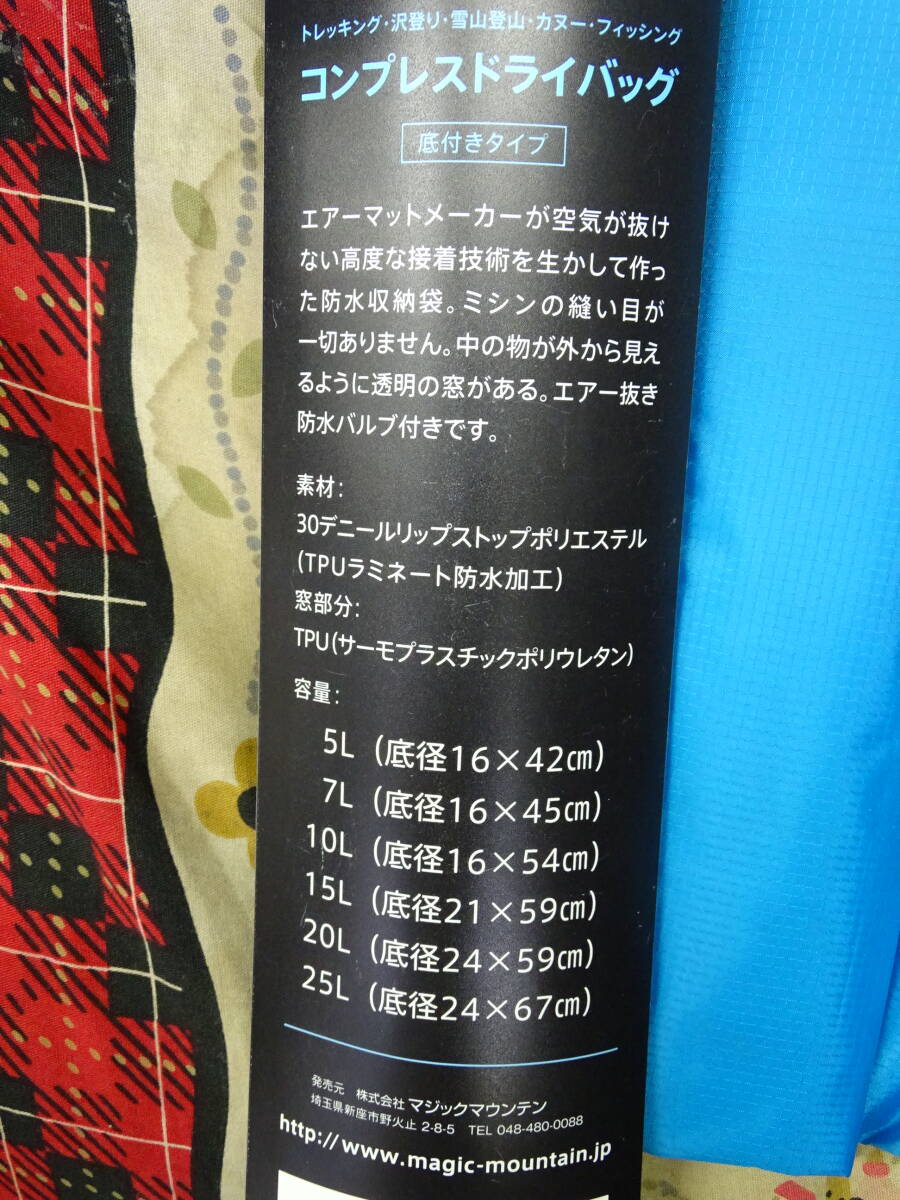 トレッキング・沢登り・雪山登山・カヌー・フィッシング
コンプレスドライバッグ
底付きタイプ
エアーマットメーカーが空気が抜け
ない高度な接着技術を生かして作っ
た防水収納袋。ミシンの縫い目が
一切ありません。中の物が外から見え
るように透明の窓がある。エアー抜き
防水バルブ付きです。
素材：
30デニールリップストップポリエステル
(TPUラミネート防水加工)
窓部分：
TPU(サーモプラスチックポリウレタン)
容量：
5L (底径16×42㎝)
7L (底径16×45㎝)
10L (底径16×54㎝)
15L (底径21×59㎝)
20L (底径24×59㎝)
25L (底径24×67㎝)
発売元 株式会社 マジックマウンテン
埼玉県新座市野火止 2-8-5 TEL 048-480-0088
http://www.magic-mountain.jp